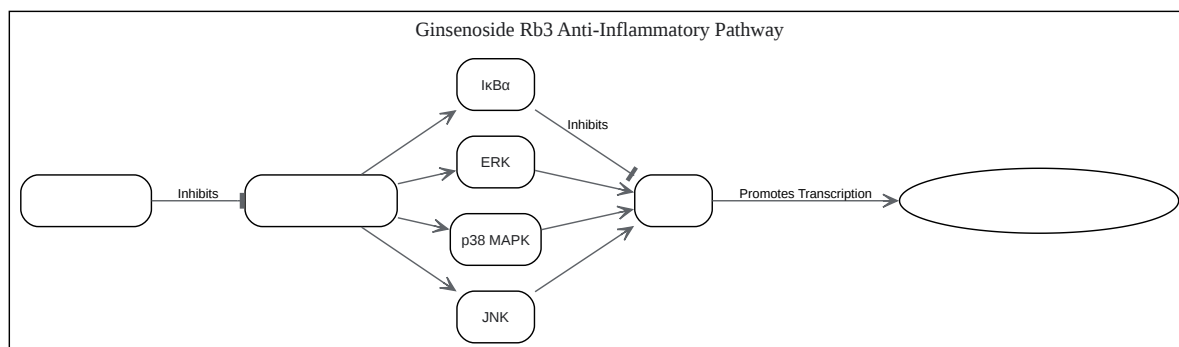 Ginsenoside Rb3 Anti-Inflammatory Pathway
IκBα
Inhibits
ERK
Inhibits
Promotes Transcription
p38 MAPK
JNK